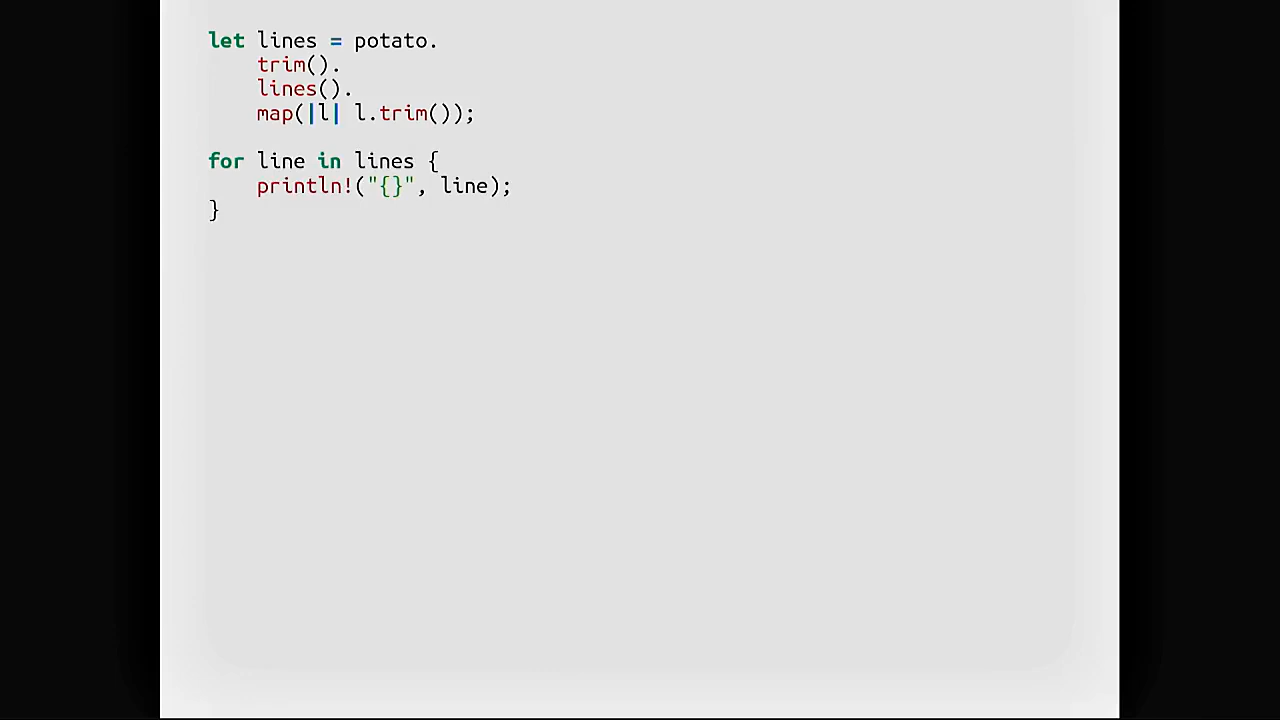 let lines = potato.
    trim().
    lines().
    map(|l| l.trim());

for line in lines {
    println!("{}", line);
}